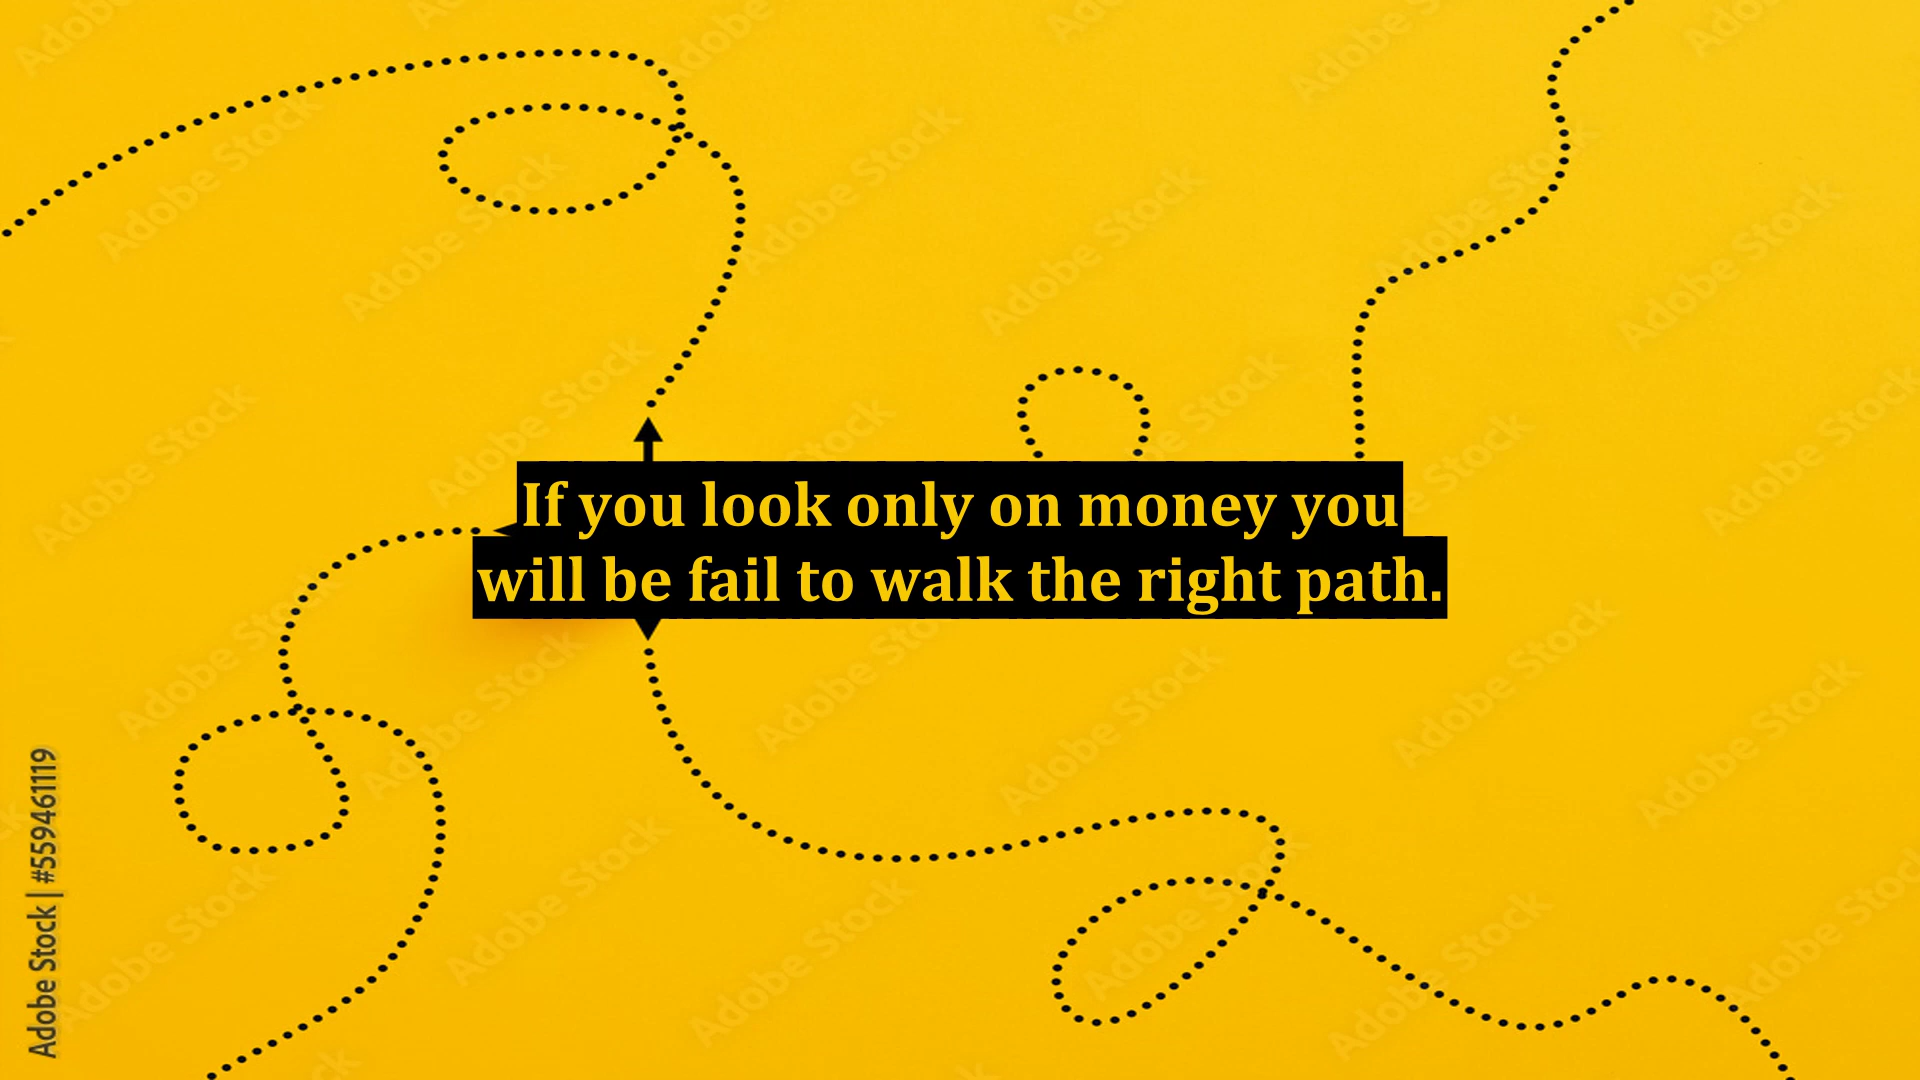 If you look only on money you
will be fail to walk the right path.
Adobe Stock | #559461119